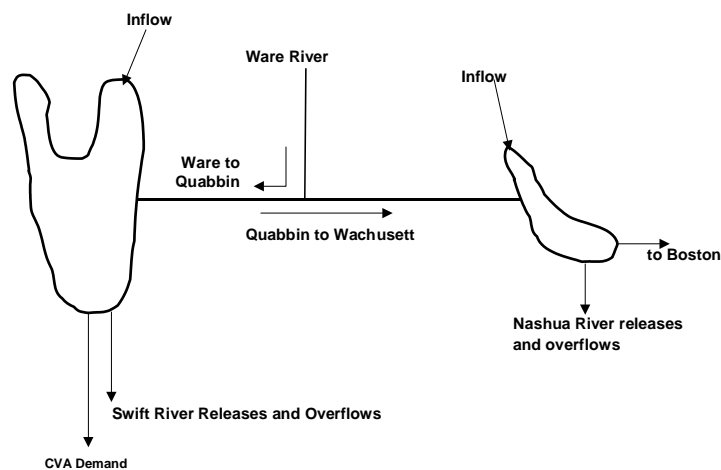 Inflow
Ware River
Inflow
Ware to
Quabbin
Quabbin to Wachusett
to Boston
Nashua River releases
and overflows
Swift River Releases and Overflows
CVA Demand